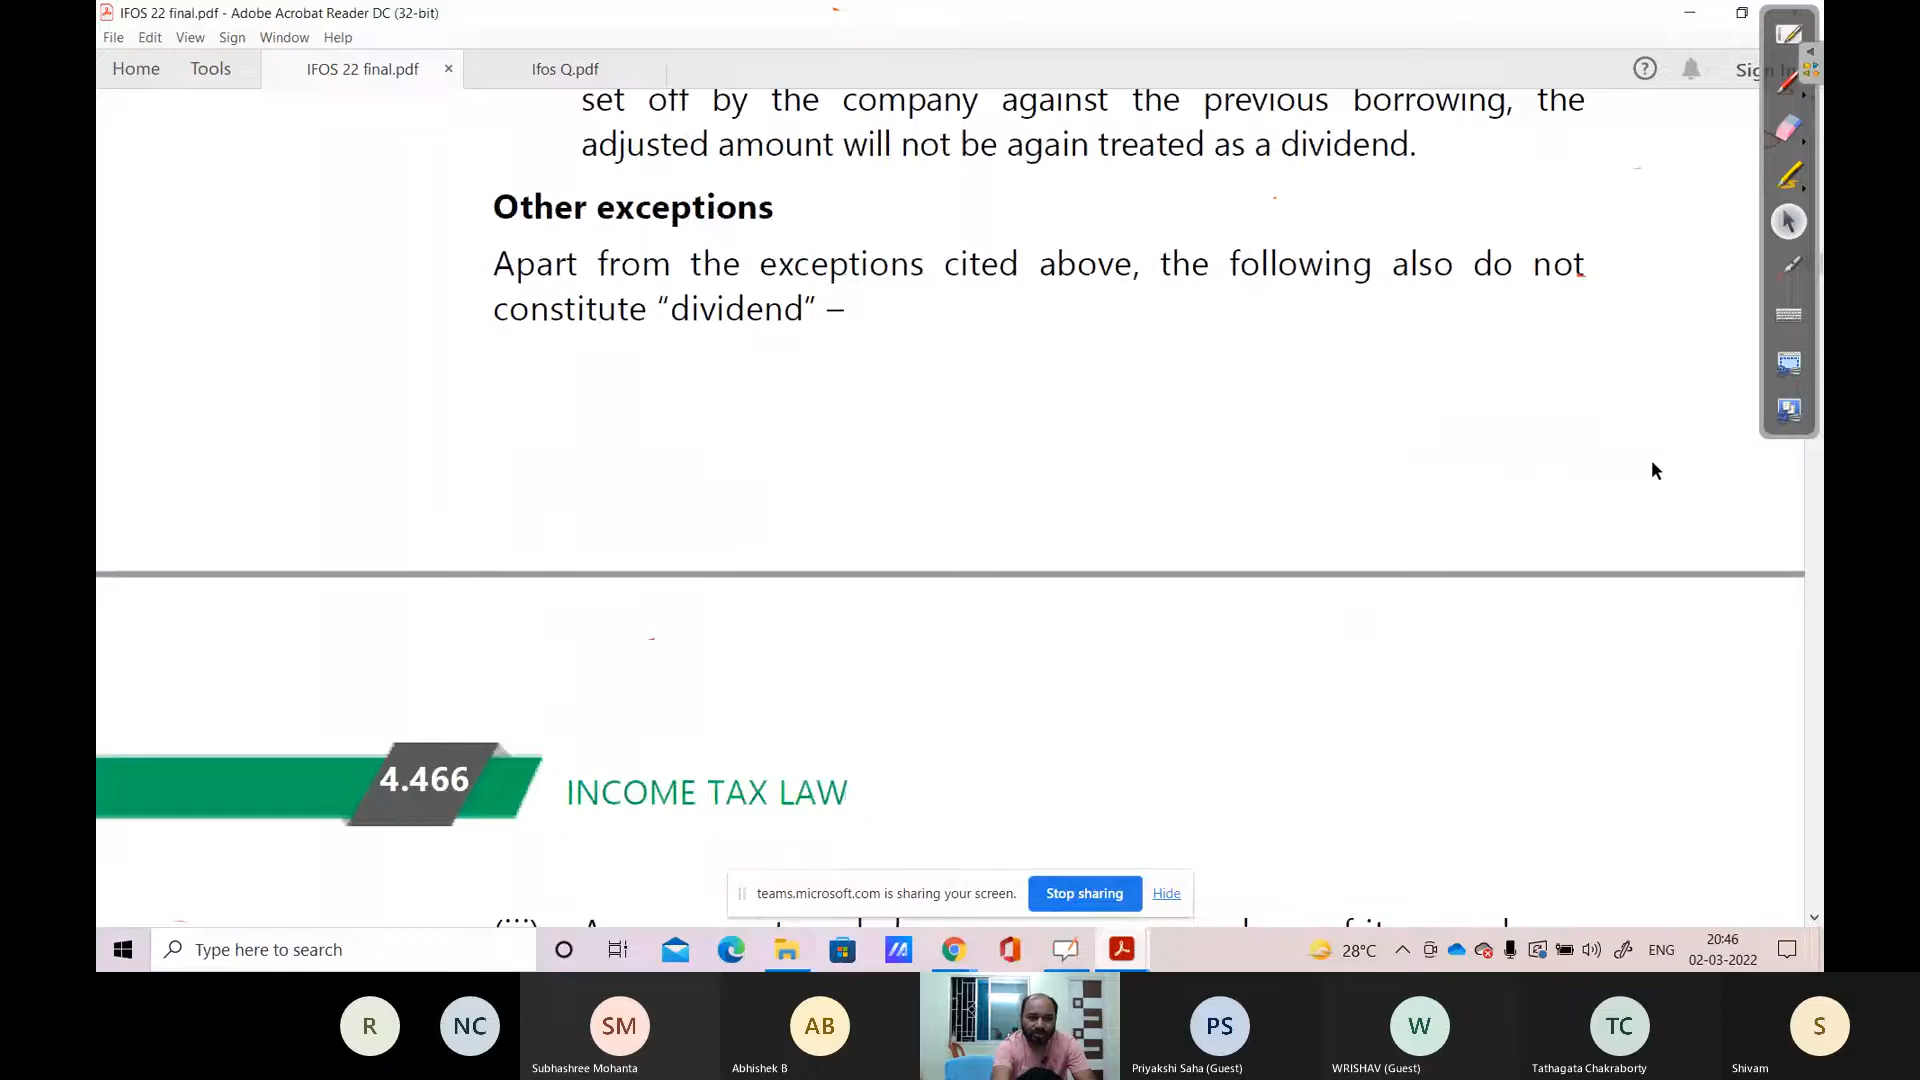 IFOS 22 final.pdf - Adobe Acrobat Reader DC (32-bit)
File Edit View Sign Window Help
Home Tools IFOS 22 final.pdf × Ifos Q.pdf Sign In
set off by the company against the previous borrowing, the
adjusted amount will not be again treated as a dividend.
Other exceptions
Apart from the exceptions cited above, the following also do not
constitute “dividend” –
4.466 INCOME TAX LAW
teams.microsoft.com is sharing your screen. Stop sharing Hide
Type here to search 28°C ENG 20:46
02-03-2022
R NC SM AB PS W TC S
Subhashree Mohanta Abhishek B Priyakshi Saha (Guest) WRISHAV (Guest) Tathagata Chakraborty Shivam